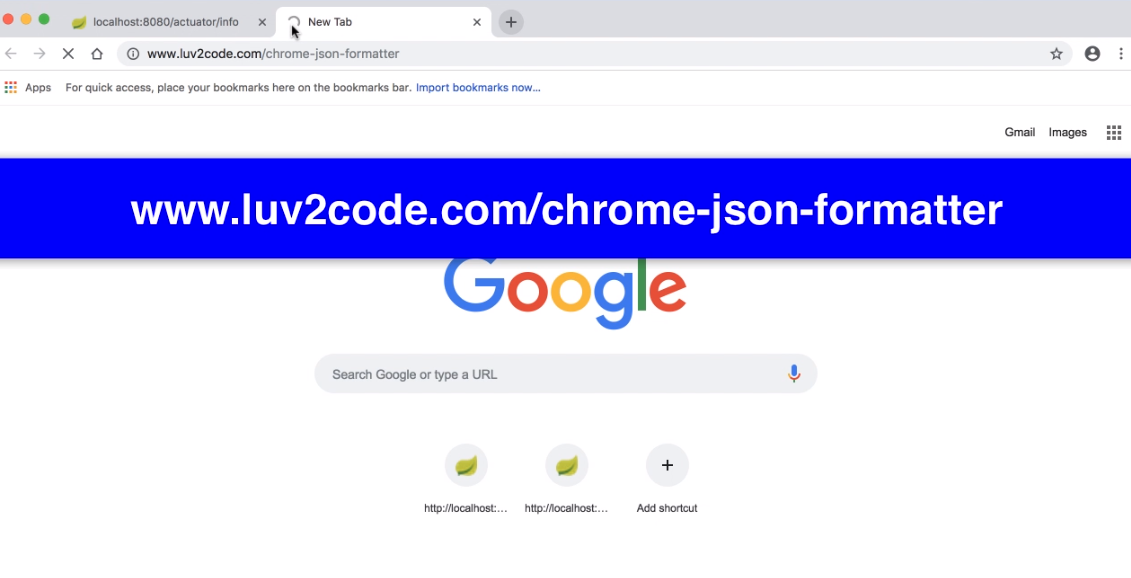 localhost:8080/actuator/info
New Tab
www.luv2code.com/chrome-json-formatter
Apps For quick access, place your bookmarks here on the bookmarks bar. Import bookmarks now...
Gmail Images
www.luv2code.com/chrome-json-formatter
Google
Search Google or type a URL
http://localhost:... http://localhost:... Add shortcut